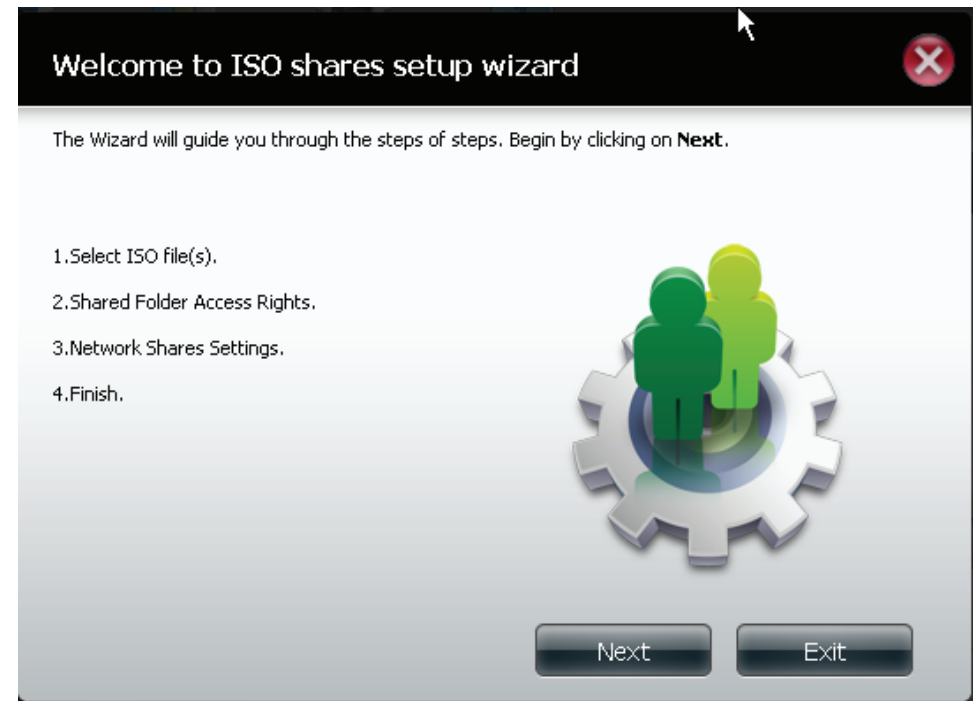 Welcome to ISO shares setup wizard
The Wizard will guide you through the steps of steps. Begin by clicking on Next.
1.Select ISO file(s).
2.Shared Folder Access Rights.
3.Network Shares Settings.
4.Finish.
Next Exit